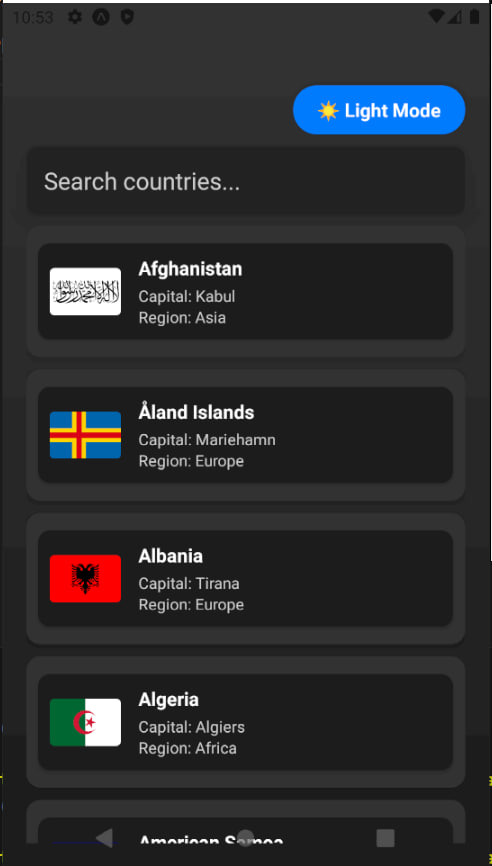 10:53
☀️ Light Mode
Search countries...
Afghanistan
Capital: Kabul
Region: Asia
Åland Islands
Capital: Mariehamn
Region: Europe
Albania
Capital: Tirana
Region: Europe
Algeria
Capital: Algiers
Region: Africa
American Samoa